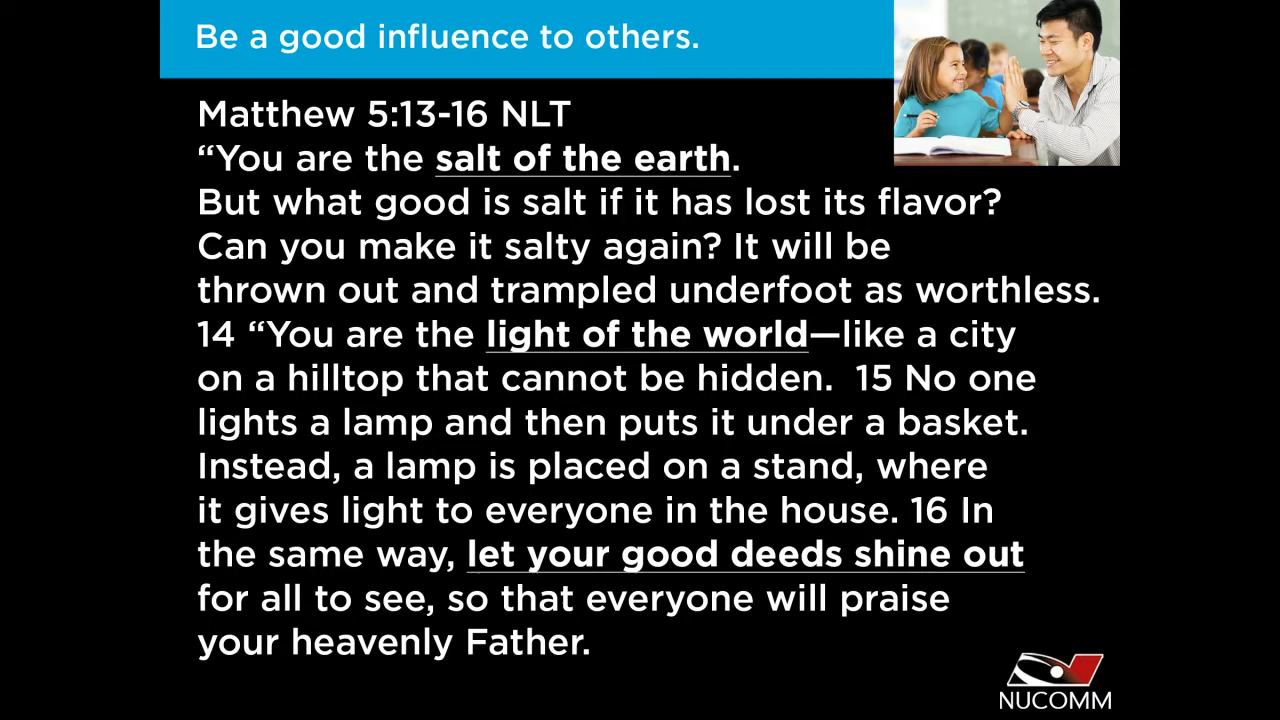 Be a good influence to others.
Matthew 5:13-16 NLT
“You are the salt of the earth.
But what good is salt if it has lost its flavor?
Can you make it salty again? It will be
thrown out and trampled underfoot as worthless.
14 “You are the light of the world—like a city
on a hilltop that cannot be hidden.  15 No one
lights a lamp and then puts it under a basket.
Instead, a lamp is placed on a stand, where
it gives light to everyone in the house. 16 In
the same way, let your good deeds shine out
for all to see, so that everyone will praise
your heavenly Father.
NUCOMM